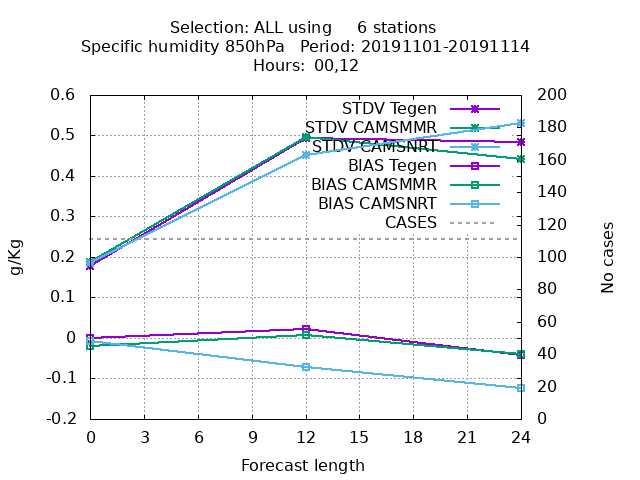 Selection: ALL using     6 stations
Specific humidity 850hPa   Period: 20191101-20191114
Hours: 00,12
STDV Tegen
STDV CAMSMMR
STDV CAMSNRT
BIAS Tegen
BIAS CAMSMMR
BIAS CAMSNRT
CASES
0.6
0.5
0.4
0.3
0.2
0.1
0
-0.1
-0.2
200
180
160
140
120
100
80
60
40
20
0
g/Kg
No cases
0 3 6 9 12 15 18 21 24
Forecast length